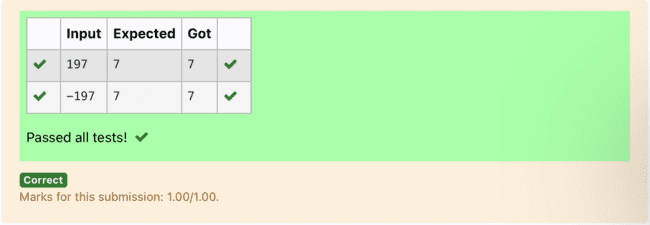 Input Expected Got
197 7 7
-197 7 7
Passed all tests!
Correct
Marks for this submission: 1.00/1.00.